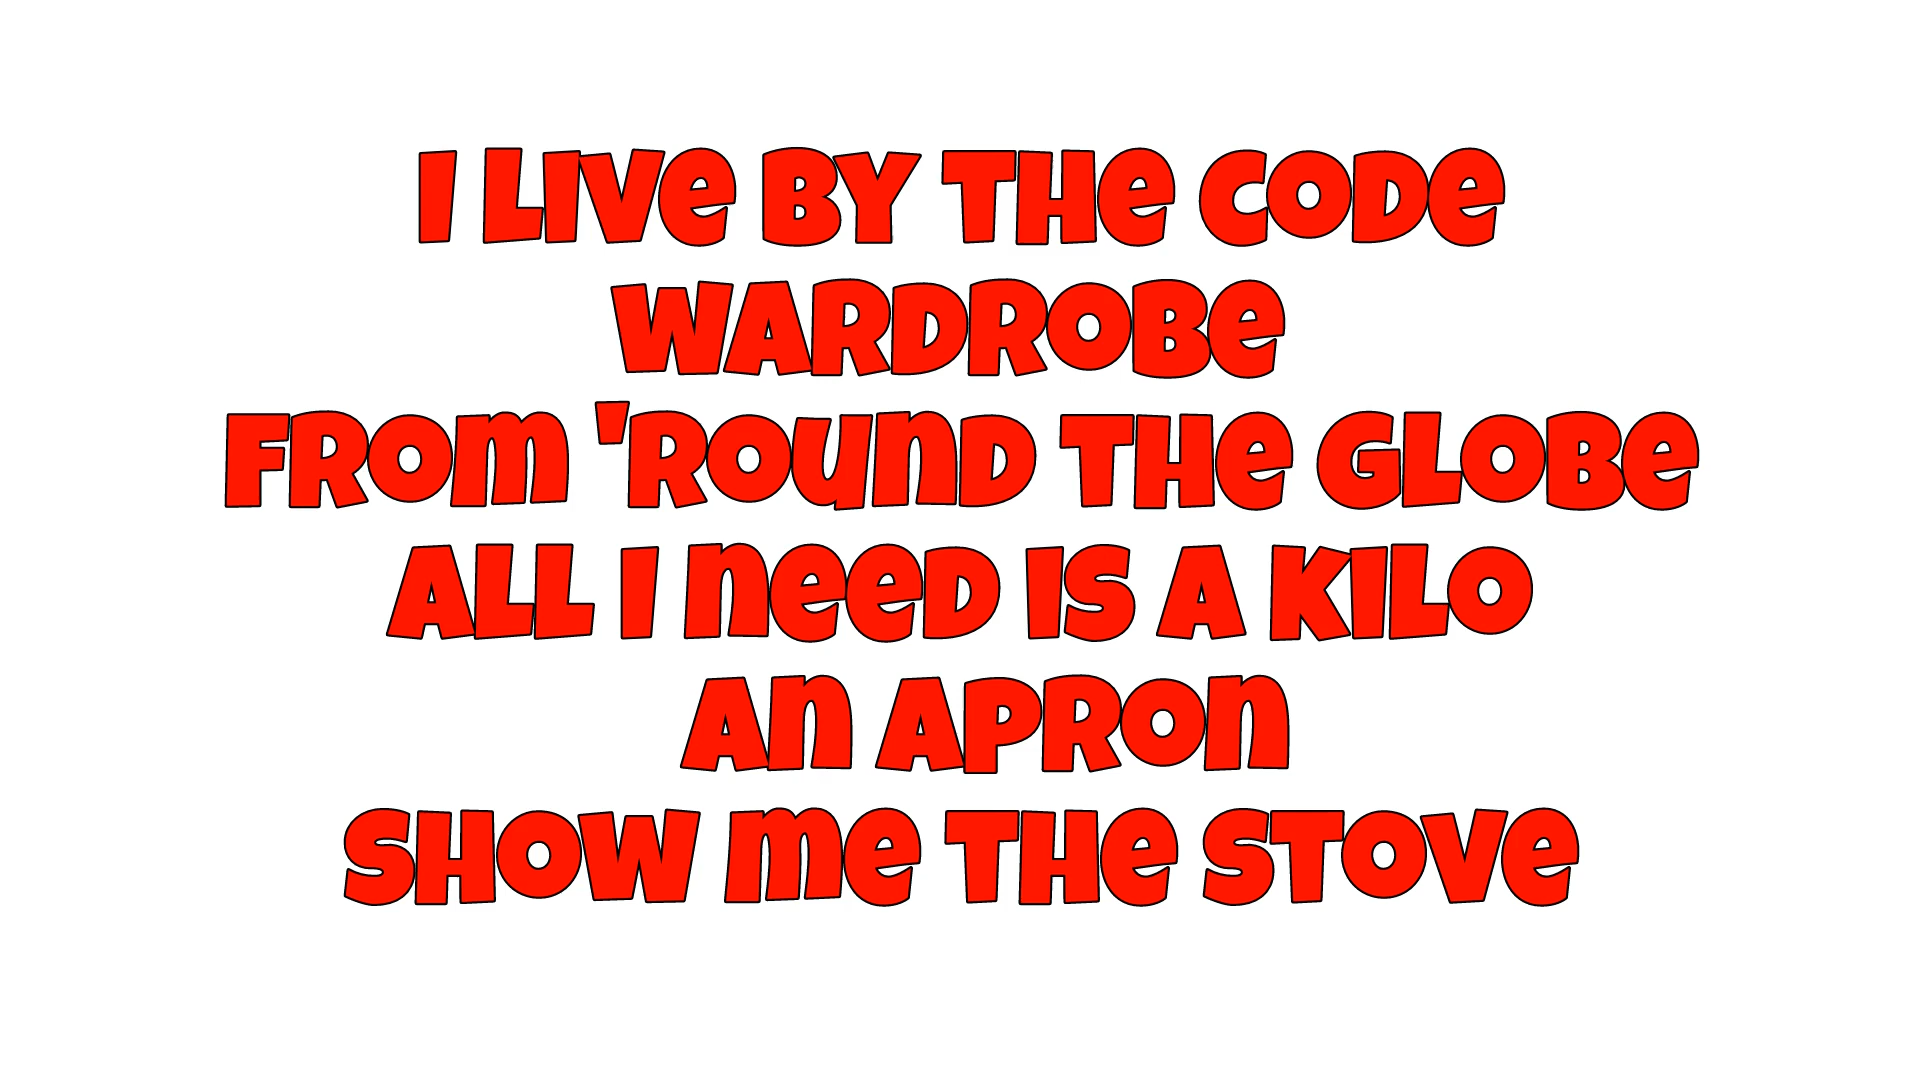 I LIVE BY THE CODE
WARDROBE
FROM 'ROUND THE GLOBE
ALL I NEED IS A KILO
AN APRON
SHOW ME THE STOVE